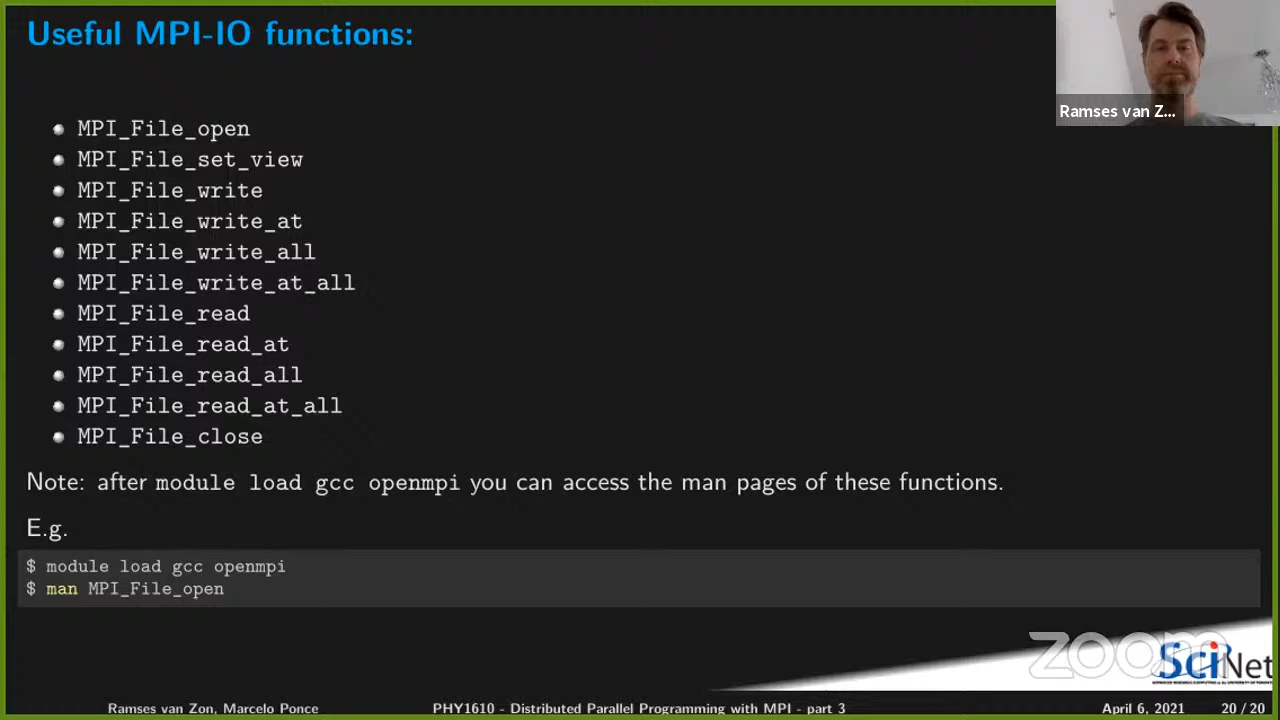 Useful MPI-IO functions:
Ramses van Z...
MPI_File_open
MPI_File_set_view
MPI_File_write
MPI_File_write_at
MPI_File_write_all
MPI_File_write_at_all
MPI_File_read
MPI_File_read_at
MPI_File_read_all
MPI_File_read_at_all
MPI_File_close
Note: after module load gcc openmpi you can access the man pages of these functions.
E.g.
$ module load gcc openmpi
$ man MPI_File_open
zoom
SciNet
Ramses van Zon, Marcelo Ponce PHY1610 - Distributed Parallel Programming with MPI - part 3 April 6, 2021 20 / 20